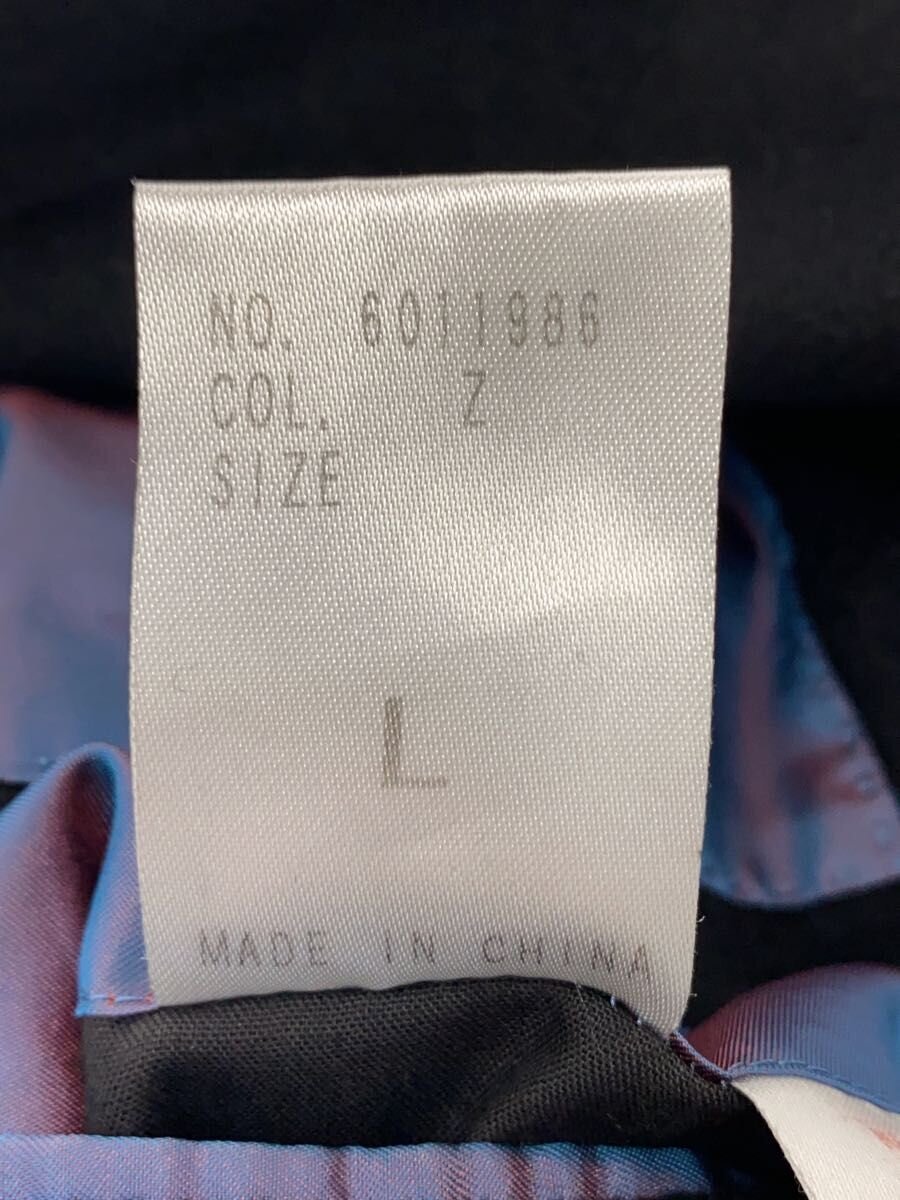 NO. 6011986
COL. Z
SIZE
L
MADE IN CHINA